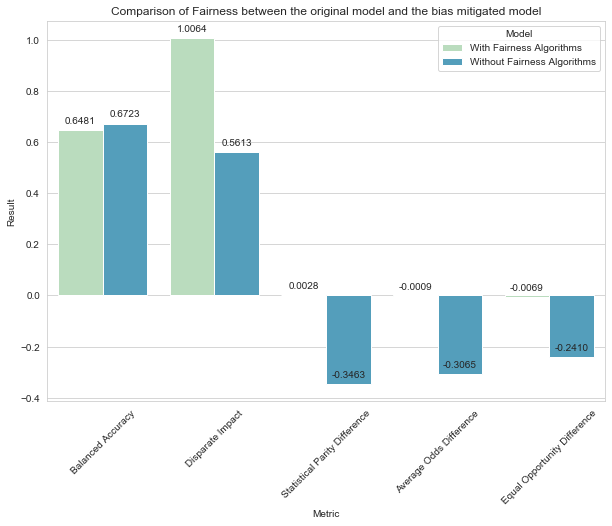 Comparison of Fairness between the original model and the bias mitigated model
Model
With Fairness Algorithms
Without Fairness Algorithms
1.0064
0.6481
0.6723
0.5613
0.0028
-0.0009
-0.0069
-0.3463
-0.3065
-0.2410
1.0
0.8
0.6
0.4
0.2
0.0
-0.2
-0.4
Result
Balanced Accuracy
Disparate Impact
Statistical Parity Difference
Average Odds Difference
Equal Opportunity Difference
Metric